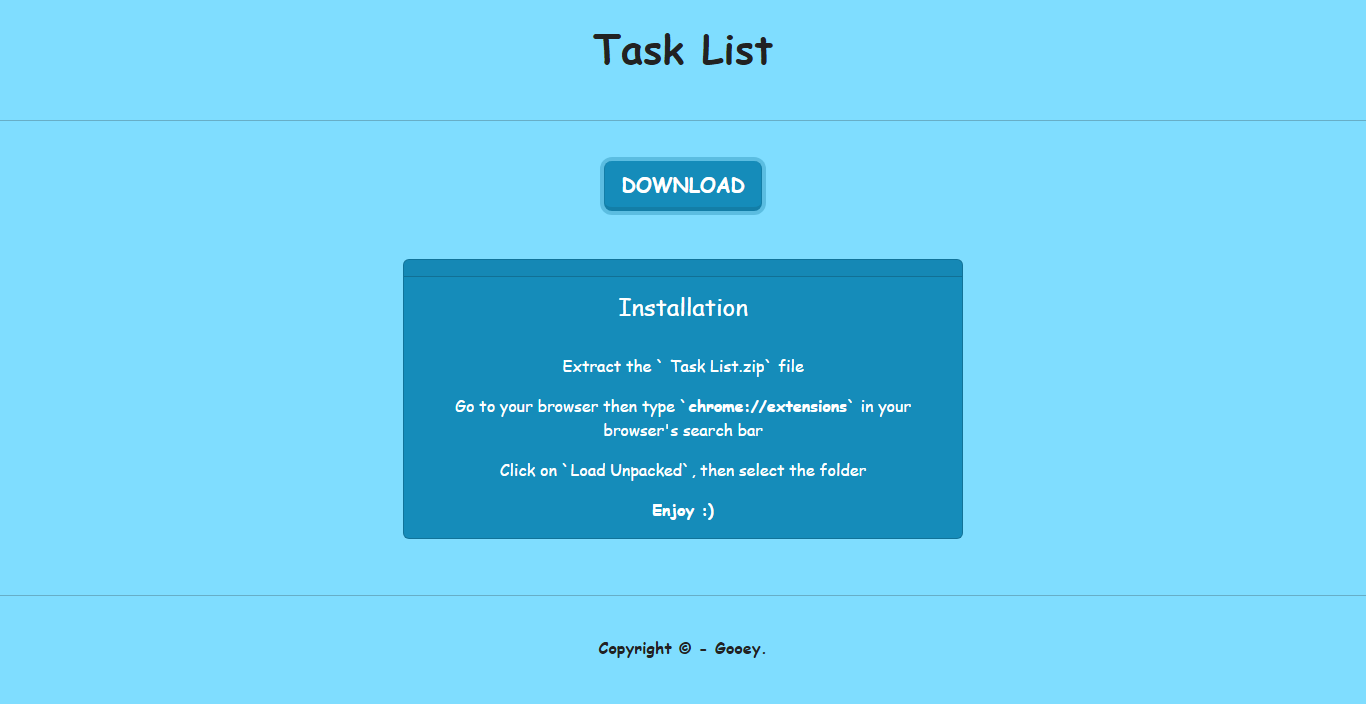 Task List
DOWNLOAD
Installation
Extract the ` Task List.zip` file
Go to your browser then type `chrome://extensions` in your
browser's search bar
Click on `Load Unpacked`, then select the folder
Enjoy :)
Copyright © - Gooey.